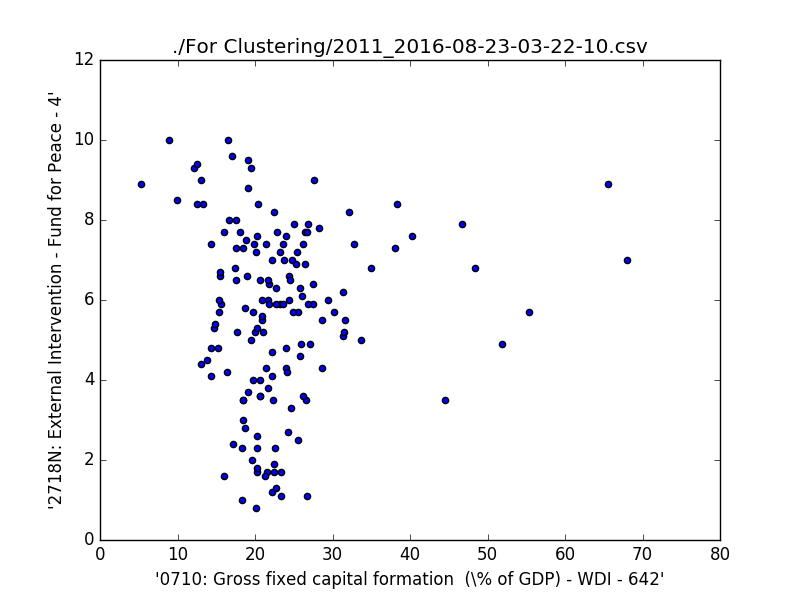 ./For Clustering/2011_2016-08-23-03-22-10.csv
12
10
8
6
4
2
0
'2718N: External Intervention - Fund for Peace - 4'
0 10 20 30 40 50 60 70 80
'0710: Gross fixed capital formation  (\% of GDP) - WDI - 642'